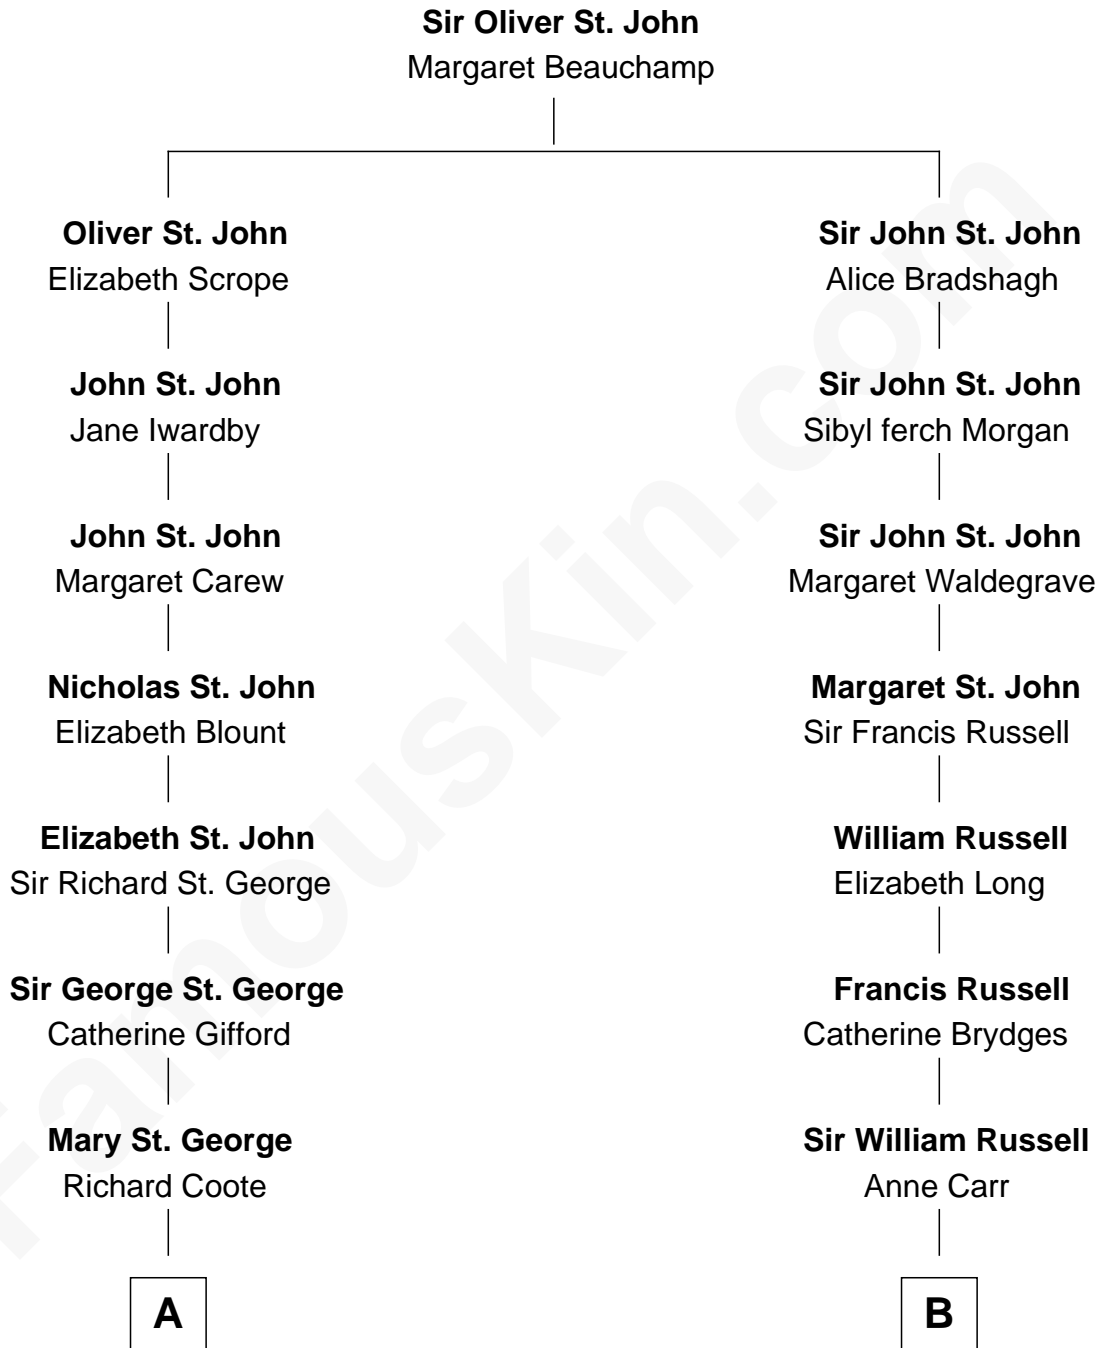 Sir Oliver St. John
Margaret Beauchamp
Oliver St. John
Elizabeth Scrope
John St. John
Jane Iwardby
John St. John
Margaret Carew
Nicholas St. John
Elizabeth Blount
Elizabeth St. John
Sir Richard St. George
Sir George St. George
Catherine Gifford
Mary St. George
Richard Coote
A
Sir John St. John
Alice Bradshagh
Sir John St. John
Sibyl ferch Morgan
Sir John St. John
Margaret Waldegrave
Margaret St. John
Sir Francis Russell
William Russell
Elizabeth Long
Francis Russell
Catherine Brydges
Sir William Russell
Anne Carr
B
FamousKin.com